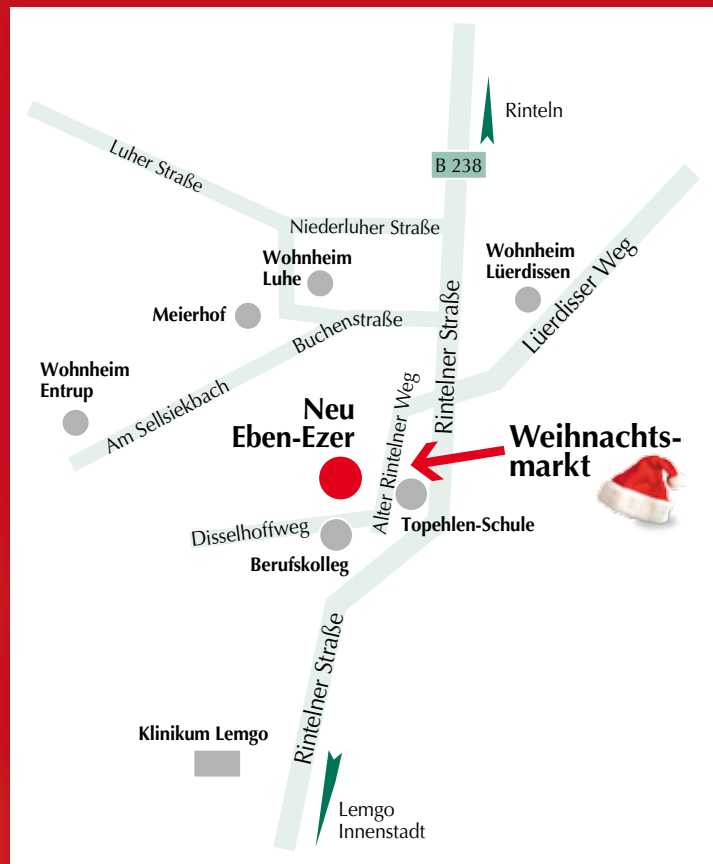 Rinteln
B 238
Luher Straße
Niederluher Straße
Wohnheim
Luhe
Wohnheim
Lüerdissen
Lüerdisser Weg
Meierhof
Buchenstraße
Rintelner Straße
Wohnheim
Entrup
Am Sellsiekbach
Neu
Eben-Ezer
Alter Rintelner Weg
Weihnachts-
markt
Topehlen-Schule
Disselhoffweg
Berufskolleg
Rintelner Straße
Klinikum Lemgo
Lemgo
Innenstadt